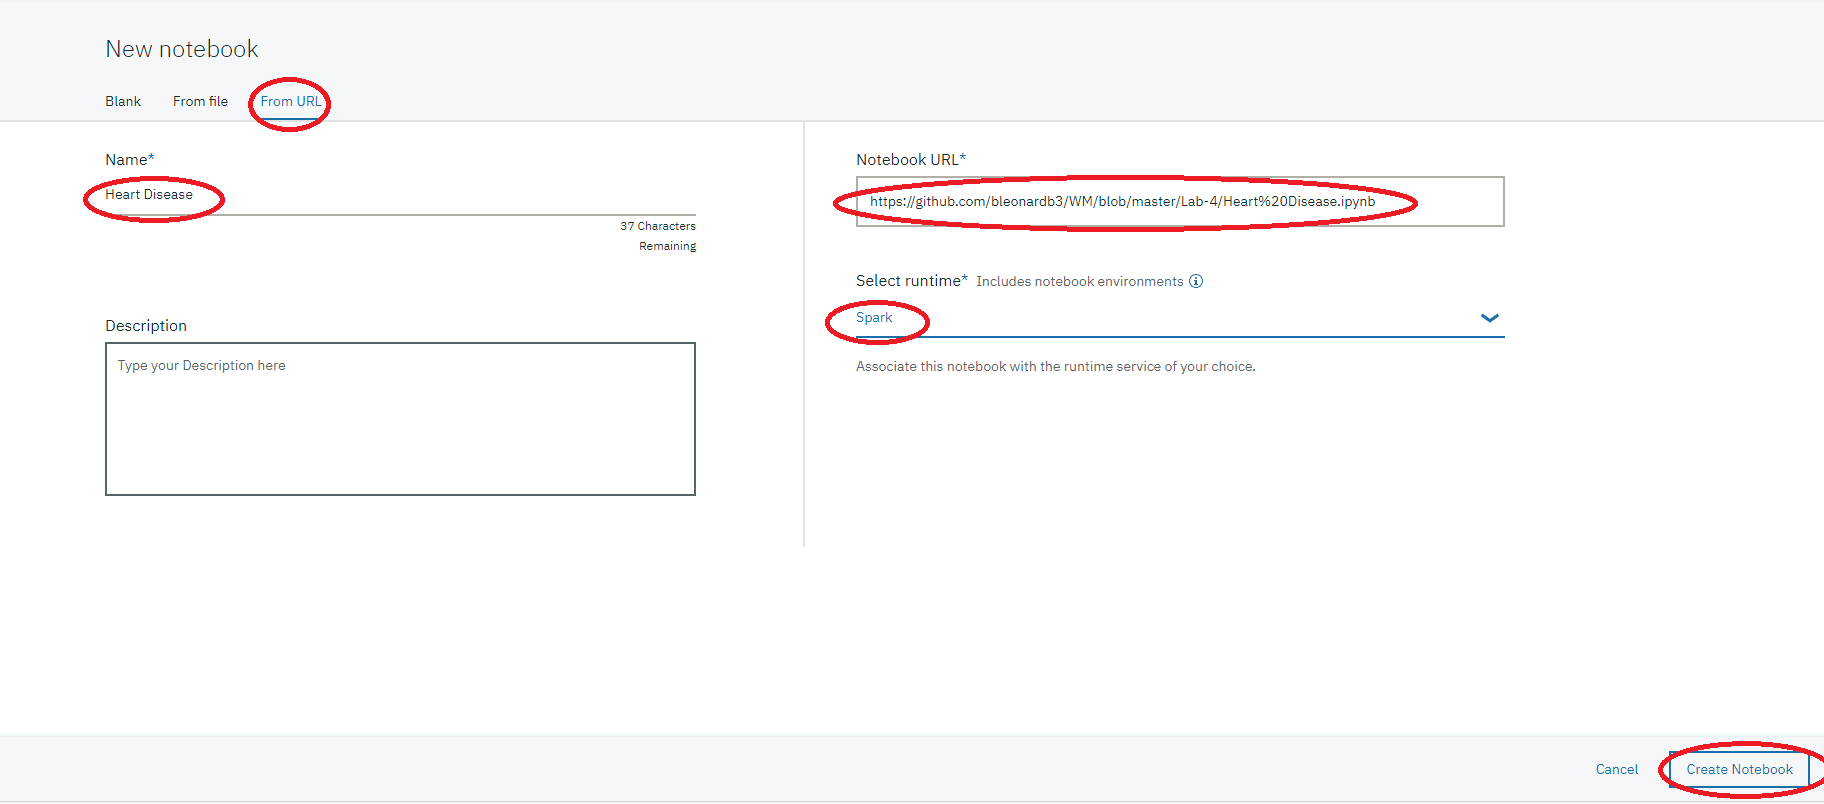 New notebook
Blank From file From URL
Name*
Heart Disease
37 Characters
Remaining
Description
Type your Description here
Notebook URL*
https://github.com/bleonardb3/WM/blob/master/Lab-4/Heart%20Disease.ipynb
Select runtime* Includes notebook environments
Spark
Associate this notebook with the runtime service of your choice.
Cancel Create Notebook